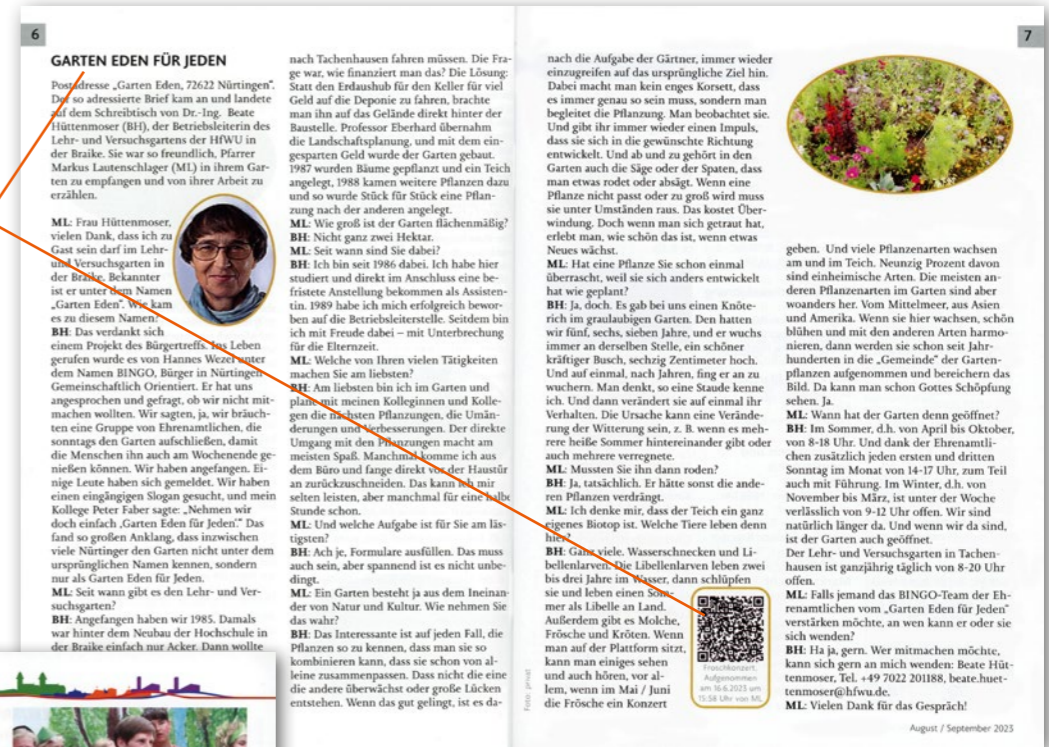 6
GARTEN EDEN FÜR JEDEN
Postadresse „Garten Eden, 72622 Nürtingen“.
Der so adressierte Brief kam an und landete
auf dem Schreibtisch von Dr.-Ing. Beate
Hüttenmoser (BH), der Betriebsleiterin des
Lehr- und Versuchsgartens der HfWU in
der Braike. Sie war so freundlich, Pfarrer
Markus Lautenschlager (ML) in ihrem Gar-
ten zu empfangen und von ihrer Arbeit zu
erzählen.
ML: Frau Hüttenmoser,
vielen Dank, dass ich zu
Gast sein darf im Lehr-
und Versuchsgarten in
der Braike. Bekannter
ist er unter dem Namen
„Garten Eden“. Wie kam
es zu diesem Namen?
BH: Das verdankt sich
einem Projekt des Bürgertreffs. Ins Leben
gerufen wurde es von Hannes Wezel unter
dem Namen BINGO, Bürger in Nürtingen
Gemeinschaftlich Orientiert. Er hat uns
angesprochen und gefragt, ob wir nicht mit-
machen wollten. Wir sagten, ja, wir bräuch-
ten eine Gruppe von Ehrenamtlichen, die
sonntags den Garten aufschließen, damit
die Menschen ihn auch am Wochenende ge-
nießen können. Wir haben angefangen. Ei-
nige Leute haben sich gemeldet. Wir haben
einen eingängigen Slogan gesucht, und mein
Kollege Peter Faber sagte: „Nehmen wir
doch einfach ‚Garten Eden für Jeden‘.“ Das
fand so großen Anklang, dass inzwischen
viele Nürtinger den Garten nicht unter dem
ursprünglichen Namen kennen, sondern
nur als Garten Eden für Jeden.
ML: Seit wann gibt es den Lehr- und Ver-
suchsgarten?
BH: Angefangen haben wir 1985. Damals
war hinter dem Neubau der Hochschule in
der Braike einfach nur Acker. Dann wollte
nach Tachenhausen fahren müssen. Die Fra-
ge war, wie finanziert man das? Die Lösung:
Statt den Erdaushub für den Keller für viel
Geld auf die Deponie zu fahren, brachte
man ihn auf das Gelände direkt hinter der
Baustelle. Professor Eberhard übernahm
die Landschaftsplanung, und mit dem ein-
gesparten Geld wurde der Garten gebaut.
1987 wurden Bäume gepflanzt und ein Teich
angelegt, 1988 kamen weitere Pflanzen dazu
und so wurde Stück für Stück eine Pflan-
zung nach der anderen angelegt.
ML: Wie groß ist der Garten flächenmäßig?
BH: Nicht ganz zwei Hektar.
ML: Seit wann sind Sie dabei?
BH: Ich bin seit 1986 dabei. Ich habe hier
studiert und direkt im Anschluss eine be-
fristete Anstellung bekommen als Assisten-
tin. 1989 habe ich mich erfolgreich bewor-
ben auf die Betriebsleiterstelle. Seitdem bin
ich mit Freude dabei – mit Unterbrechung
für die Elternzeit.
ML: Welche von Ihren vielen Tätigkeiten
machen Sie am liebsten?
BH: Am liebsten bin ich im Garten und
plane mit meinen Kolleginnen und Kolle-
gen die nächsten Pflanzungen, die Umän-
derungen und Verbesserungen. Der direkte
Umgang mit den Pflanzungen macht am
meisten Spaß. Manchmal komme ich aus
dem Büro und fange direkt vor der Haustür
an zurückzuschneiden. Das kann ich mir
selten leisten, aber manchmal für eine halbe
Stunde schon.
ML: Und welche Aufgabe ist für Sie am läs-
tigsten?
BH: Ach je, Formulare ausfüllen. Das muss
auch sein, aber spannend ist es nicht unbe-
dingt.
ML: Ein Garten besteht ja aus dem Ineinan-
der von Natur und Kultur. Wie nehmen Sie
das wahr?
BH: Das Interessante ist auf jeden Fall, die
Pflanzen so zu kennen, dass man sie so
kombinieren kann, dass sie schon von al-
leine zusammenpassen. Dass nicht die eine
die andere überwächst oder große Lücken
entstehen. Wenn das gut gelingt, ist es da-
7
nach die Aufgabe der Gärtner, immer wieder
einzugreifen auf das ursprüngliche Ziel hin.
Dabei macht man kein enges Korsett, dass
es immer genau so sein muss, sondern man
begleitet die Pflanzung. Man beobachtet sie.
Und gibt ihr immer wieder einen Impuls,
dass sie sich in die gewünschte Richtung
entwickelt. Und ab und zu gehört in den
Garten auch die Säge oder der Spaten, dass
man etwas rodet oder absägt. Wenn eine
Pflanze nicht passt oder zu groß wird muss
sie unter Umständen raus. Das kostet Über-
windung. Doch wenn man sich getraut hat,
erlebt man, wie schön das ist, wenn etwas
Neues wächst.
ML: Hat eine Pflanze Sie schon einmal
überrascht, weil sie sich anders entwickelt
hat wie geplant?
BH: Ja, doch. Es gab bei uns einen Knöte-
rich im graulaubigen Garten. Den hatten
wir fünf, sechs, sieben Jahre, und er wuchs
immer an derselben Stelle, ein schöner
kräftiger Busch, sechzig Zentimeter hoch.
Und auf einmal, nach Jahren, fing er an zu
wuchern. Man denkt, so eine Staude kenne
ich. Und dann verändert sie auf einmal ihr
Verhalten. Die Ursache kann eine Verände-
rung der Witterung sein, z. B. wenn es meh-
rere heiße Sommer hintereinander gibt oder
auch mehrere verregnete.
ML: Mussten Sie ihn dann roden?
BH: Ja, tatsächlich. Er hätte sonst die ande-
ren Pflanzen verdrängt.
ML: Ich denke mir, dass der Teich ein ganz
eigenes Biotop ist. Welche Tiere leben denn
hier?
BH: Ganz viele. Wasserschnecken und Li-
bellenlarven. Die Libellenlarven leben zwei
bis drei Jahre im Wasser, dann schlüpfen
sie und leben einen Som-
mer als Libelle an Land.
Außerdem gibt es Molche,
Frösche und Kröten. Wenn
man auf der Plattform sitzt,
kann man einiges sehen
und auch hören, vor al-
lem, wenn im Mai / Juni
die Frösche ein Konzert
Froschkonzert,
Aufgenommen
am 16.6.2023 um
15:58 Uhr von ML
Foto: privat
geben. Und viele Pflanzenarten wachsen
am und im Teich. Neunzig Prozent davon
sind einheimische Arten. Die meisten an-
deren Pflanzen im Garten sind aber
woanders her. Vom Mittelmeer, aus Asien
und Amerika. Wenn sie hier wachsen, schön
blühen und mit den anderen Arten harmo-
nieren, dann werden sie schon seit Jahr-
hunderten in die „Gemeinde“ der Garten-
pflanzen aufgenommen und bereichern das
Bild. Da kann man schon Gottes Schöpfung
sehen. Ja.
ML: Wann hat der Garten denn geöffnet?
BH: Im Sommer, d.h. von April bis Oktober,
von 8-18 Uhr. Und dank der Ehrenamtli-
chen zusätzlich jeden ersten und dritten
Sonntag im Monat von 14-17 Uhr, zum Teil
auch mit Führung. Im Winter, d.h. von
November bis März, ist unter der Woche
verlässlich von 9-12 Uhr offen. Wir sind
natürlich länger da. Und wenn wir da sind,
ist der Garten auch geöffnet.
Der Lehr- und Versuchsgarten in Tachen-
hausen ist ganzjährig täglich von 8-20 Uhr
offen.
ML: Falls jemand das BINGO-Team der Eh-
renamtlichen vom „Garten Eden für Jeden“
verstärken möchte, an wen kann er oder sie
sich wenden?
BH: Ha ja, gern. Wer mitmachen möchte,
kann sich gern an mich wenden: Beate Hüt-
tenmoser, Tel. +49 7022 201188, beate.huet-
tenmoser@hfwu.de.
ML: Vielen Dank für das Gespräch!
August / September 2023